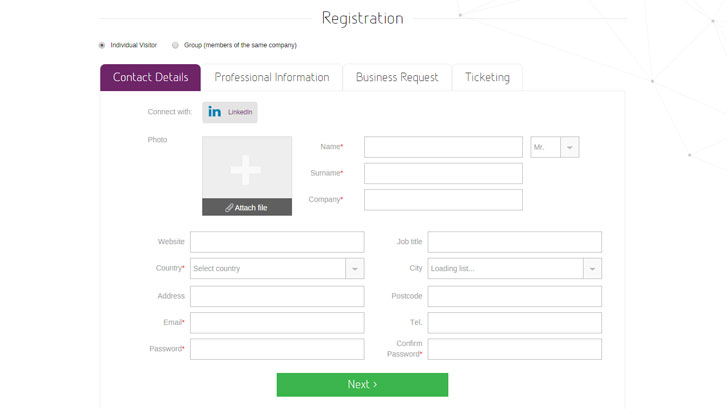 Registration
Individual Visitor
Group (members of the same company)
Contact Details
Professional Information
Business Request
Ticketing
Connect with:
in LinkedIn
Photo
Attach file
Name*
Mr.
Surname*
Company*
Website
Job title
Country*
Select country
City
Loading list...
Address
Postcode
Email*
Tel.
Password*
Confirm
Password*
Next >